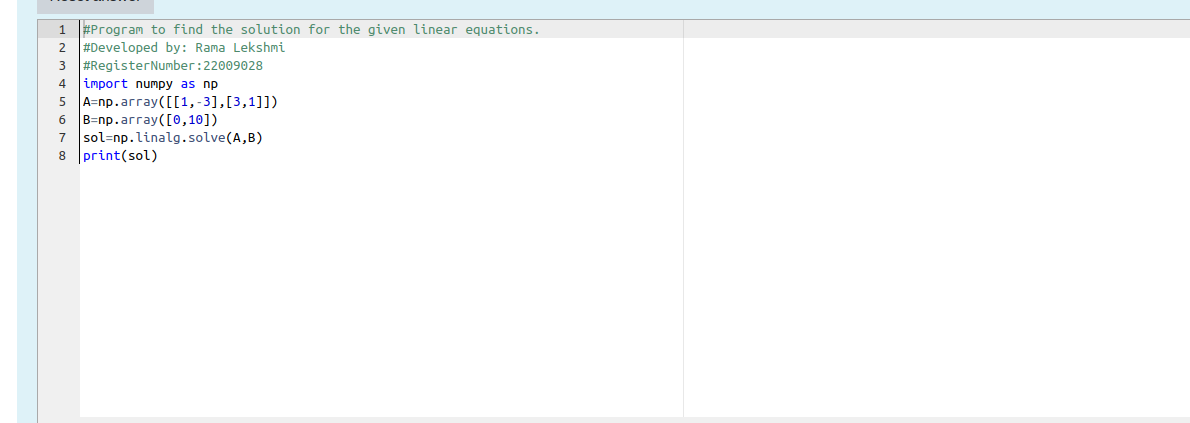 1 #Program to find the solution for the given linear equations.
2 #Developed by: Rama Lekshmi
3 #RegisterNumber:22009028
4 import numpy as np
5 A=np.array([[1,-3],[3,1]])
6 B=np.array([0,10])
7 sol=np.linalg.solve(A,B)
8 print(sol)